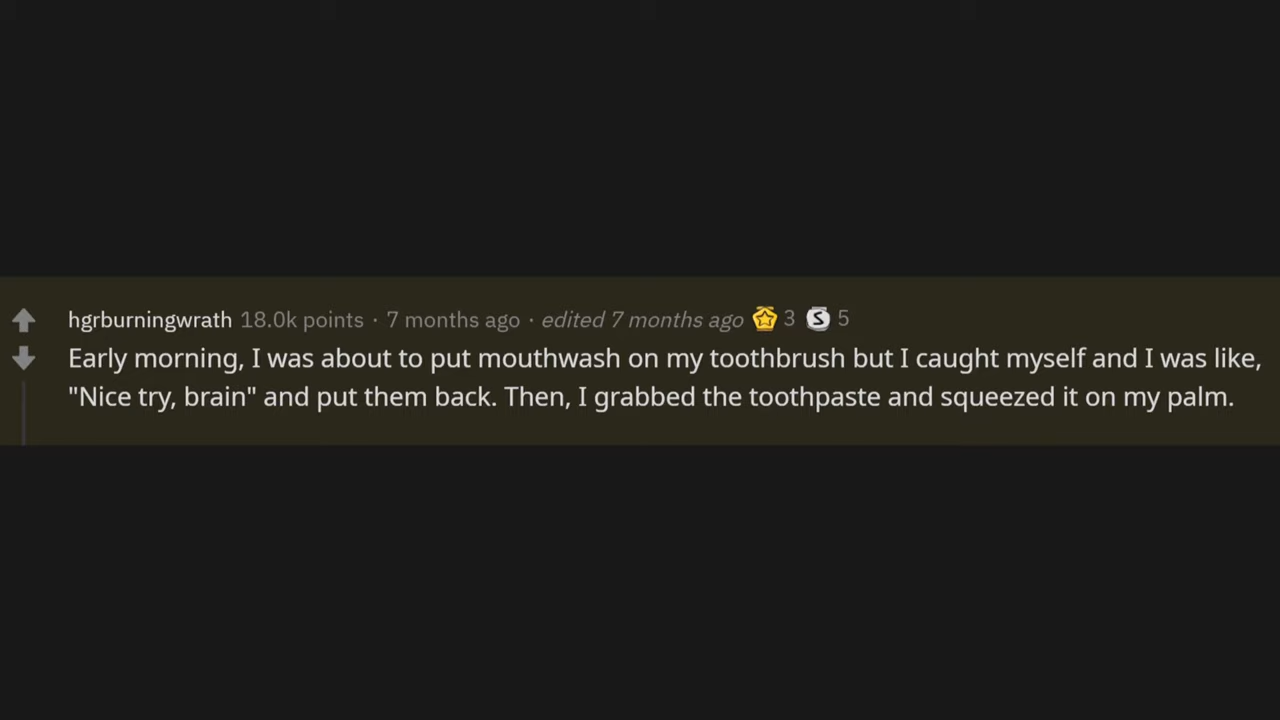 hgrburningwrath 18.0k points · 7 months ago · edited 7 months ago 3 S 5
Early morning, I was about to put mouthwash on my toothbrush but I caught myself and I was like,
"Nice try, brain" and put them back. Then, I grabbed the toothpaste and squeezed it on my palm.